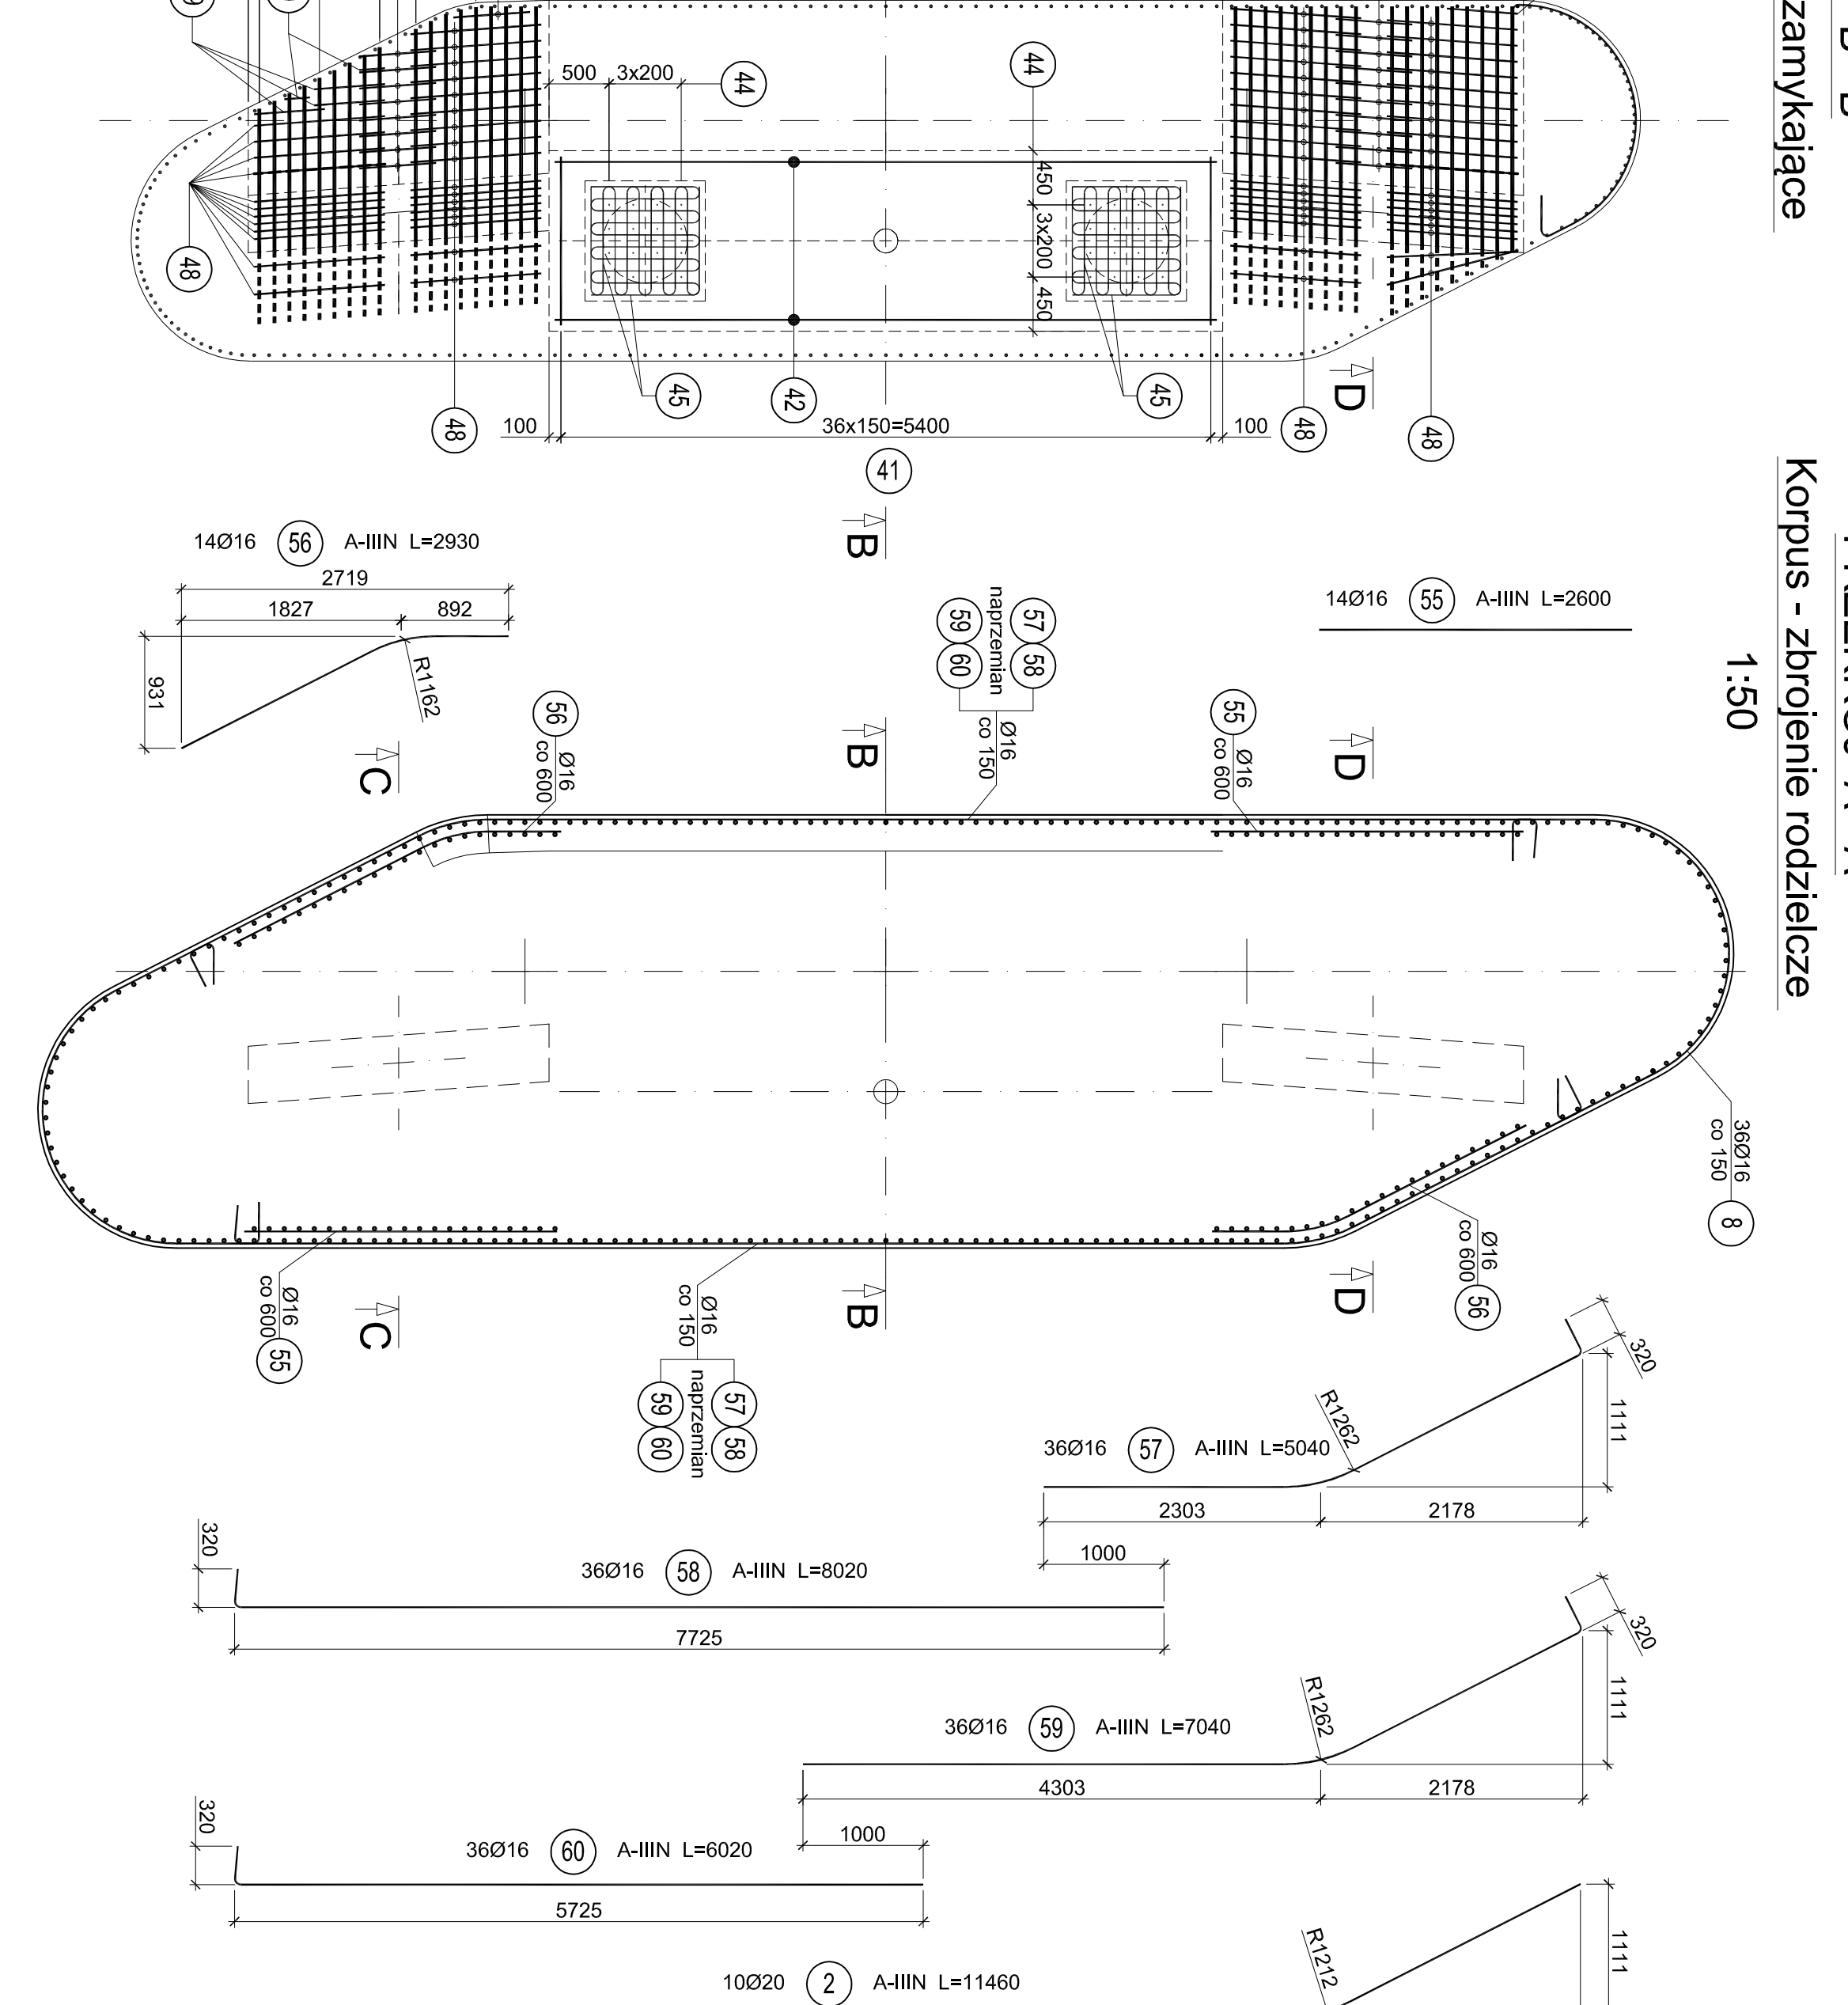 zamykające
Korpus - zbrojenie rodzielcze
1:50
500
3x200
44
44
450
3x200
450
48
48
45
42
45
48
48
D
100
36x150=5400
100
41
B
14Ø16 56 A-IIIN L=2930
2719
1827
892
931
R1162
14Ø16 55 A-IIIN L=2600
57 58
naprzemian
59 60
Ø16
co 150
56
Ø16
co 600
55
Ø16
co 600
C
B
D
36Ø16
co 150
8
Ø16
co 600
56
Ø16
co 600
55
Ø16
co 150
57 58
naprzemian
59 60
C
B
D
320
1111
R1262
36Ø16 57 A-IIIN L=5040
2303
2178
1000
320
36Ø16 58 A-IIIN L=8020
7725
320
1111
R1262
36Ø16 59 A-IIIN L=7040
4303
2178
1000
320
36Ø16 60 A-IIIN L=6020
5725
1111
R1212
10Ø20 2 A-IIIN L=11460